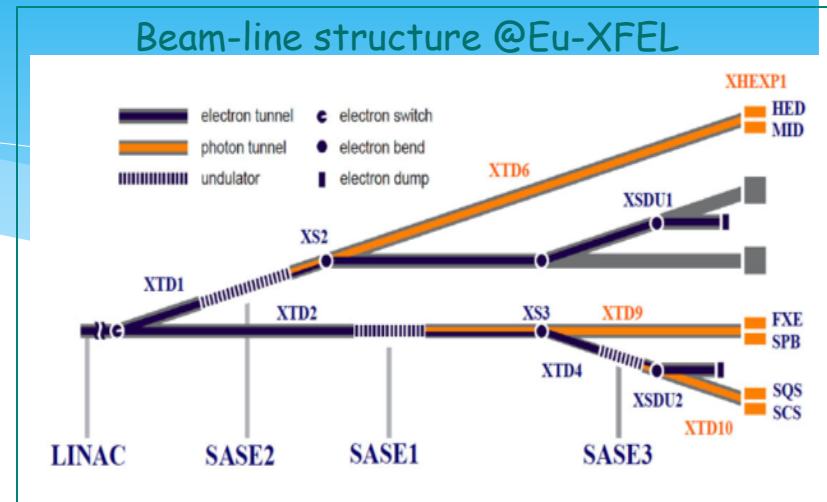 Beam-line structure @Eu-XFEL
XHEXP1
electron tunnel
electron switch
HED
photon tunnel
electron bend
MID
undulator
electron dump
XTD6
XSDU1
XS2
XTD1
XTD2
XS3
XTD9
FXE
SPB
XTD4
XSDU2
SQS
SCS
XTD10
LINAC
SASE2
SASE1
SASE3